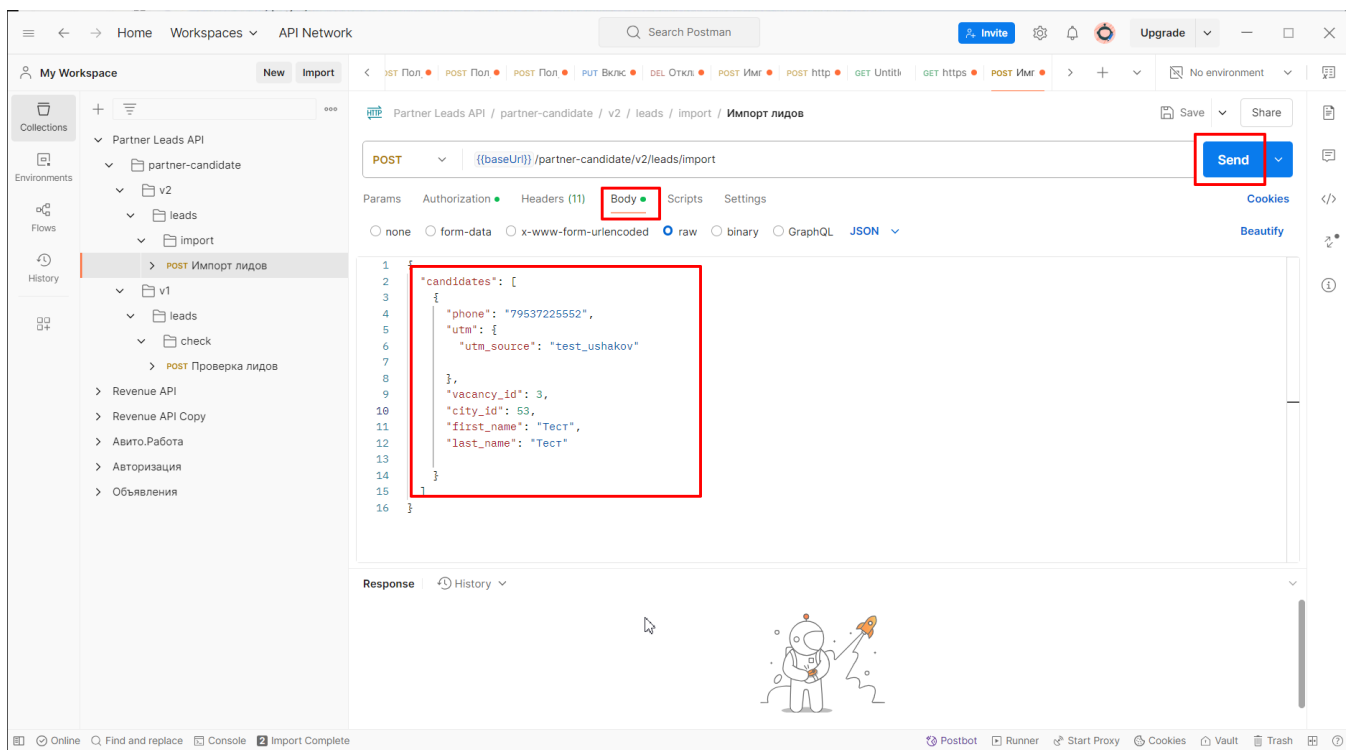 Home Workspaces API Network Search Postman Invite Upgrade
My Workspace New Import
POST Пол POST Пол PUT Вклю DEL Откл POST Имг POST http GET Untitle GET https POST Имг No environment
Collections
Environments
Flows
History
Partner Leads API
partner-candidate
v2
leads
import
POST Импорт лидов
v1
leads
check
POST Проверка лидов
Revenue API
Revenue API Copy
Авито.Работа
Авторизация
Объявления
HTTP Partner Leads API / partner-candidate / v2 / leads / import / Импорт лидов Save Share
POST {{baseUrl}} /partner-candidate/v2/leads/import Send
Params Authorization Headers (11) Body Scripts Settings Cookies
none form-data x-www-form-urlencoded raw binary GraphQL JSON Beautify
1 {
2 "candidates": [
3 {
4 "phone": "79537225552",
5 "utm": {
6 "utm_source": "test_ushakov"
7
8 },
9 "vacancy_id": 3,
10 "city_id": 53,
11 "first_name": "Тест",
12 "last_name": "Тест"
13
14 }
15 ]
16 }
Response History
Online Find and replace Console 2 Import Complete Postbot Runner Start Proxy Cookies Vault Trash